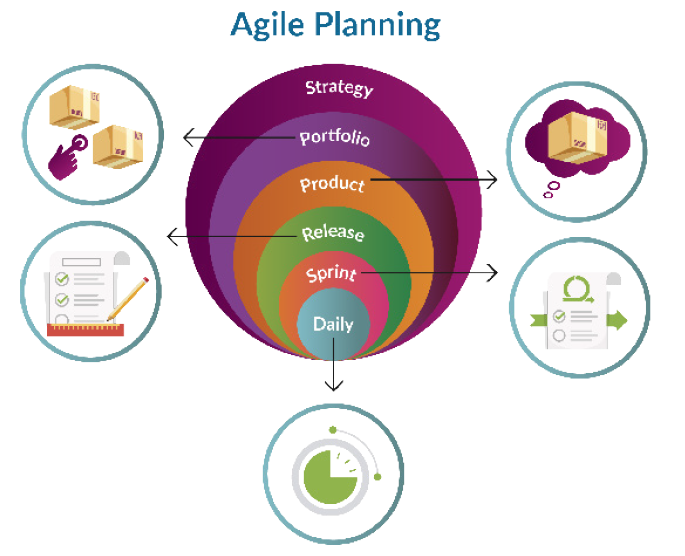 Agile Planning
Strategy
Portfolio
Product
Release
Sprint
Daily